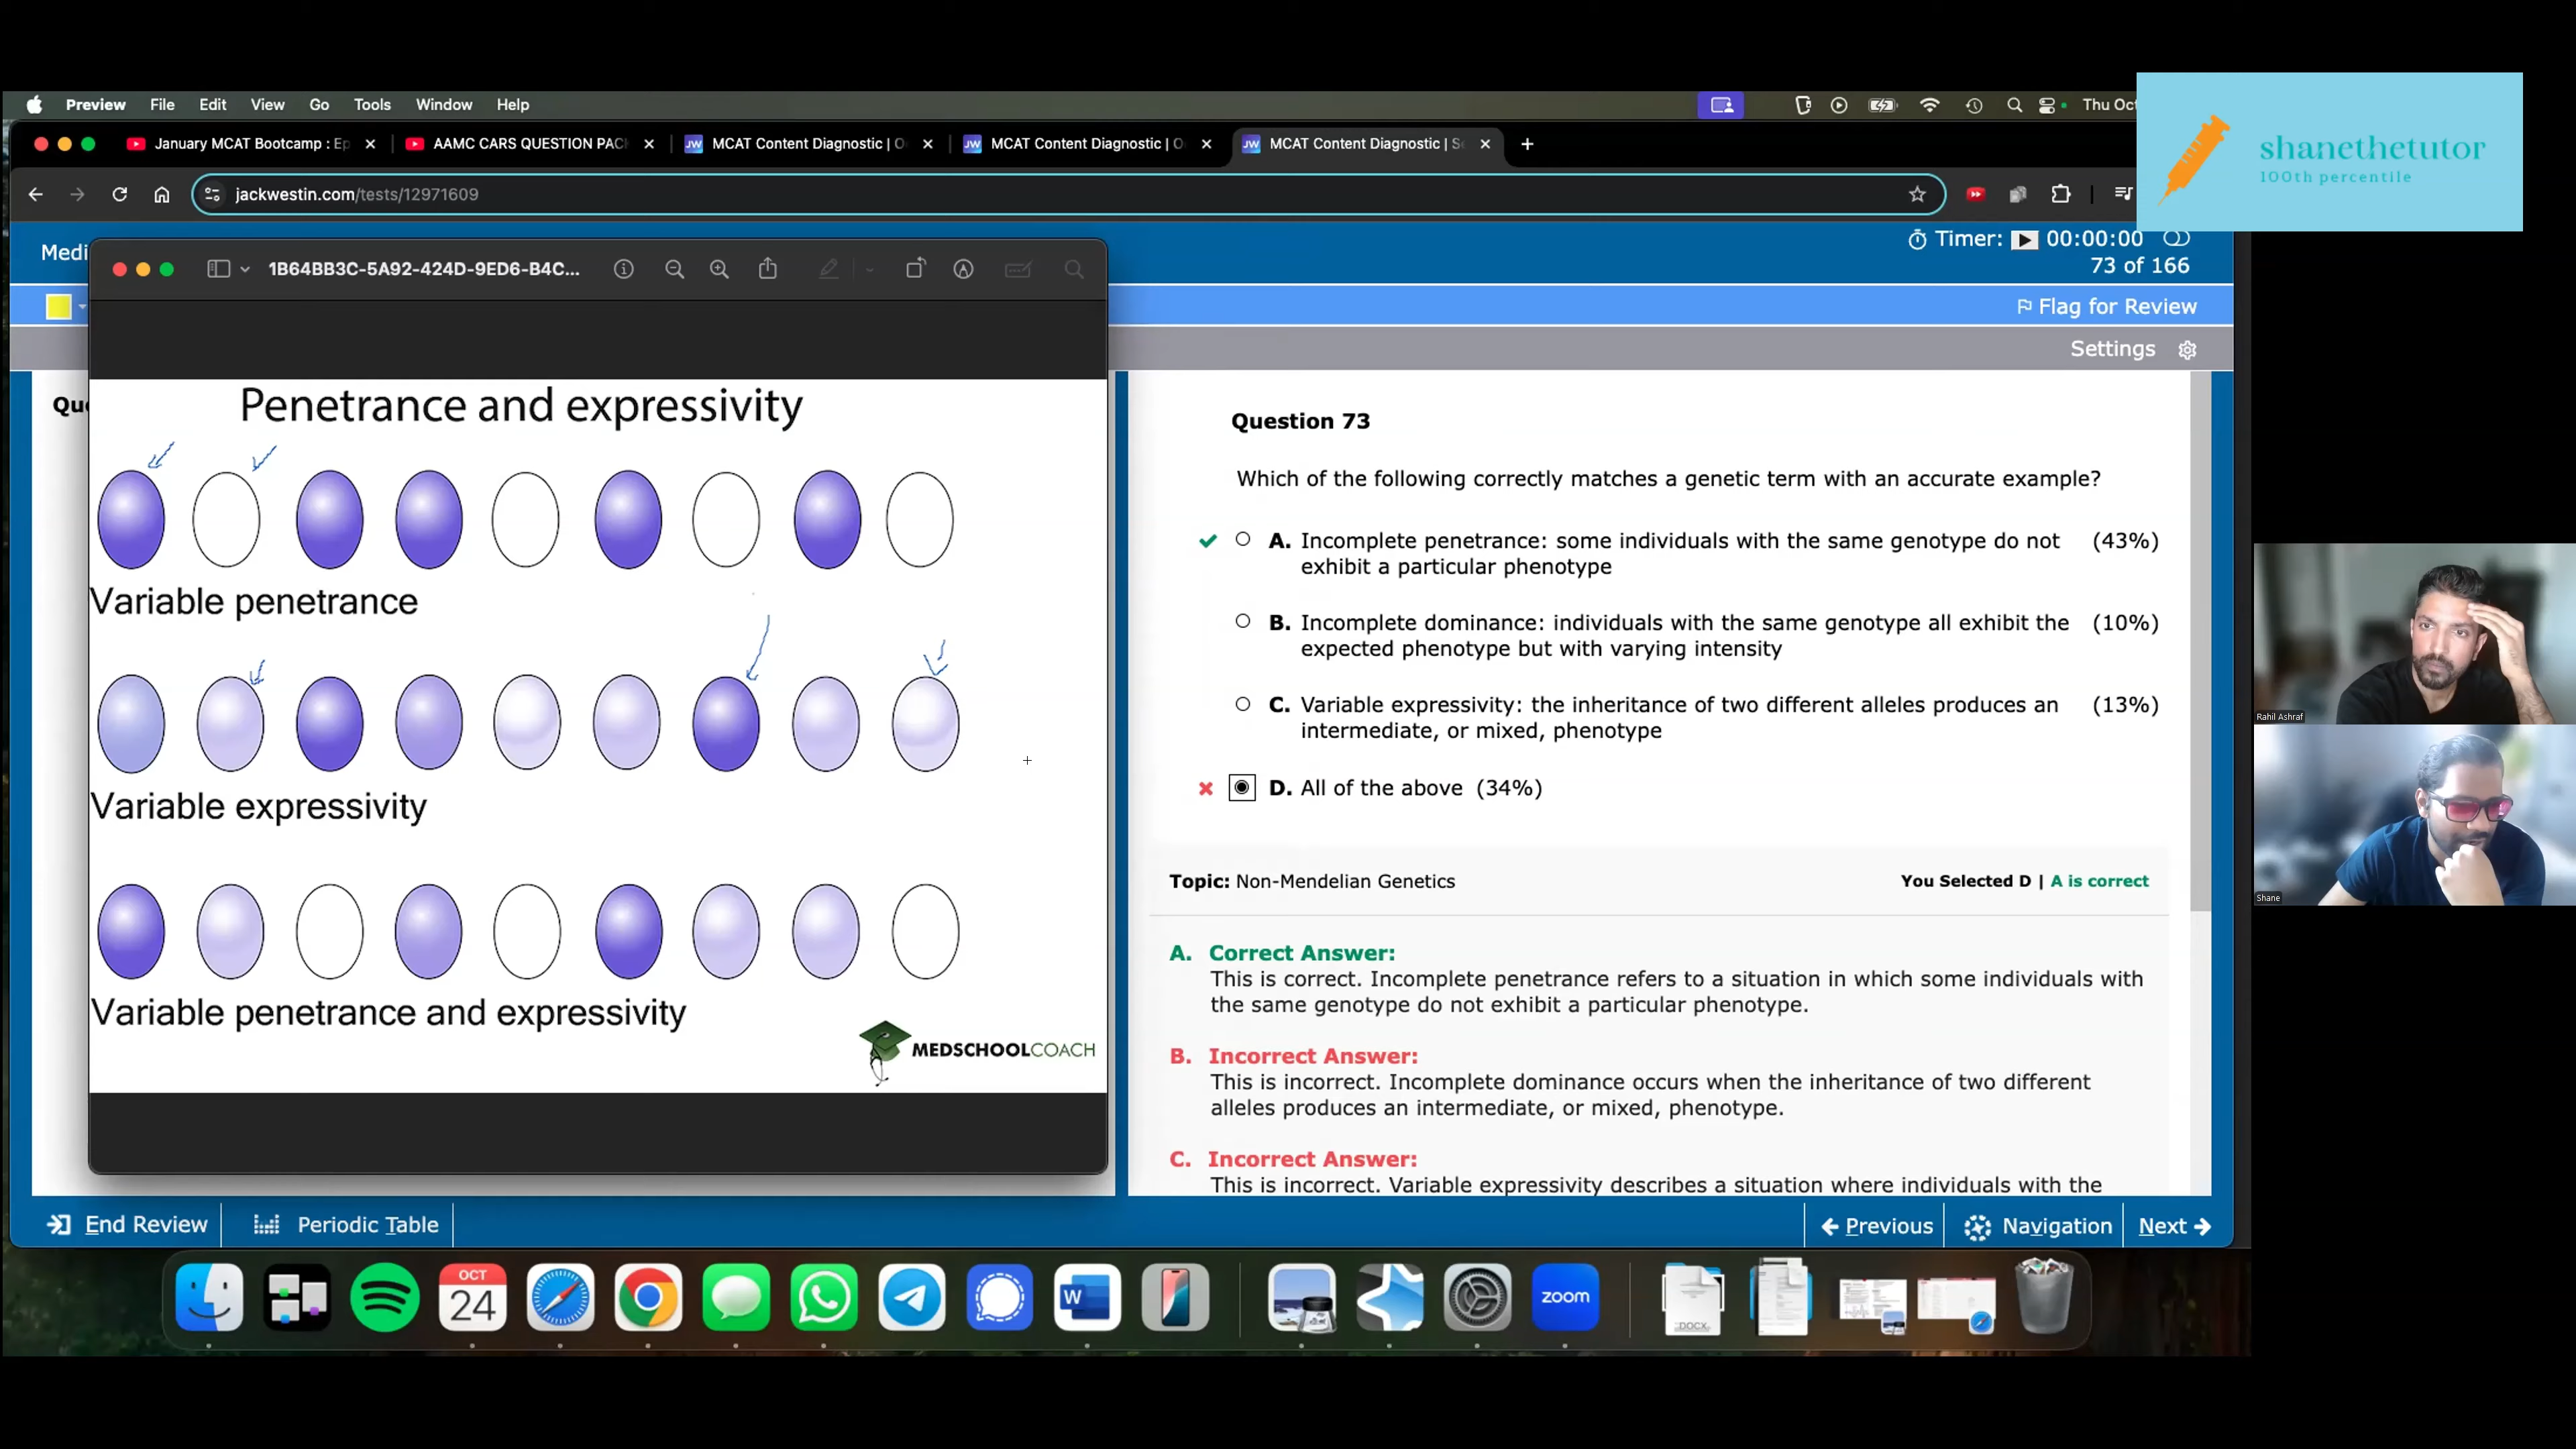 Preview File Edit View Go Tools Window Help
Thu Oct
shanethetutor
100th percentile
January MCAT Bootcamp : Ep
AAMC CARS QUESTION PAC
JW MCAT Content Diagnostic | O
JW MCAT Content Diagnostic | O
JW MCAT Content Diagnostic | Se
jackwestin.com/tests/12971609
Medi
Timer: 00:00:00
73 of 166
1B64BB3C-5A92-424D-9ED6-B4C...
Flag for Review
Settings
Qu
Penetrance and expressivity
Variable penetrance
Variable expressivity
Variable penetrance and expressivity
MEDSCHOOLCOACH
Question 73
Which of the following correctly matches a genetic term with an accurate example?
A. Incomplete penetrance: some individuals with the same genotype do not (43%)
exhibit a particular phenotype
B. Incomplete dominance: individuals with the same genotype all exhibit the (10%)
expected phenotype but with varying intensity
C. Variable expressivity: the inheritance of two different alleles produces an (13%)
intermediate, or mixed, phenotype
D. All of the above (34%)
Topic: Non-Mendelian Genetics
You Selected D | A is correct
A. Correct Answer:
This is correct. Incomplete penetrance refers to a situation in which some individuals with
the same genotype do not exhibit a particular phenotype.
B. Incorrect Answer:
This is incorrect. Incomplete dominance occurs when the inheritance of two different
alleles produces an intermediate, or mixed, phenotype.
C. Incorrect Answer:
This is incorrect. Variable expressivity describes a situation where individuals with the
Rahil Ashraf
Shane
End Review
Periodic Table
Previous
Navigation
Next
OCT
24
W
zoom
.DOCX